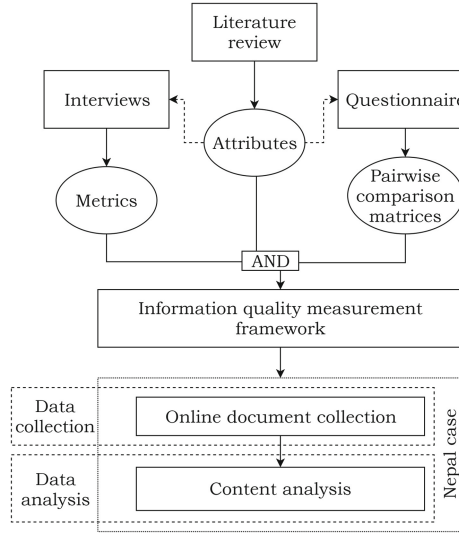 Literature
review
Interviews
Attributes
Questionnaire
Metrics
Pairwise
comparison
matrices
AND
Information quality measurement
framework
Data
collection
Online document collection
Data
analysis
Content analysis
Nepal case